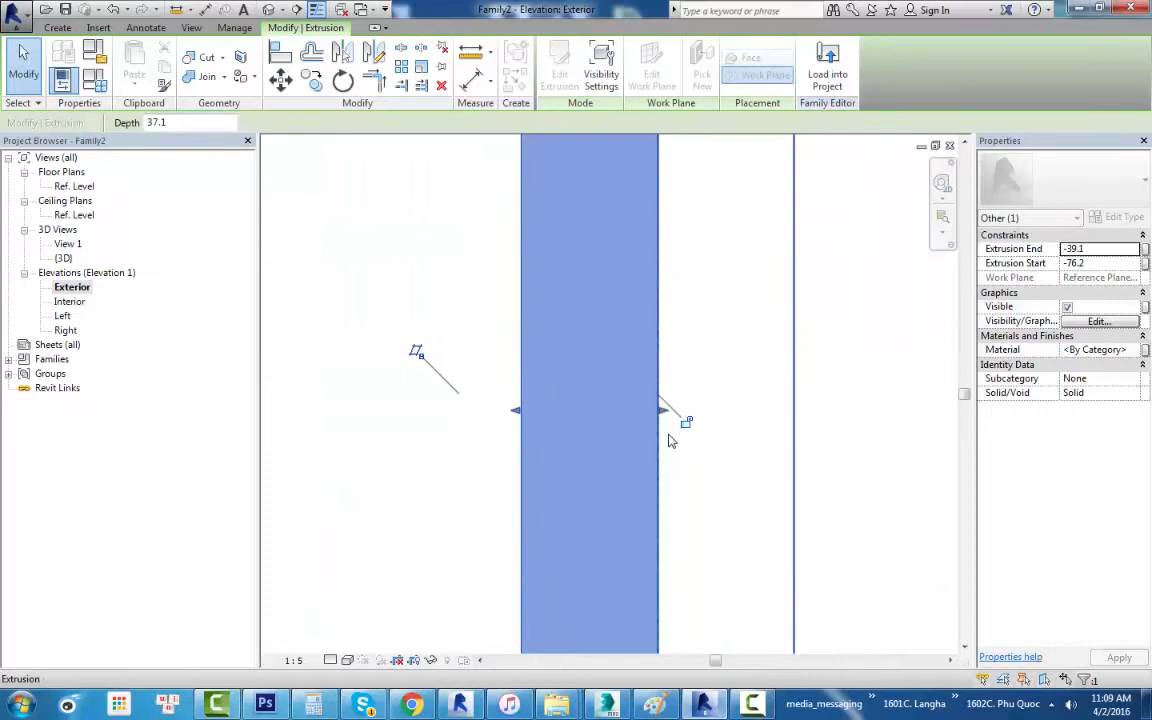 Family2 - Elevation: Exterior
Type a keyword or phrase
Sign In
Create
Insert
Annotate
View
Manage
Modify | Extrusion
Modify
Paste
Cut
Join
Edit Extrusion
Visibility Settings
Edit Work Plane
Pick New
Face
Work Plane
Load into Project
Select
Properties
Clipboard
Geometry
Modify
Measure
Create
Mode
Work Plane
Placement
Family Editor
Modify | Extrusion
Depth 37.1
Project Browser - Family2
Views (all)
Floor Plans
Ref. Level
Ceiling Plans
Ref. Level
3D Views
View 1
{3D}
Elevations (Elevation 1)
Exterior
Interior
Left
Right
Sheets (all)
Families
Groups
Revit Links
2D
Properties
Other (1)
Edit Type
Constraints
Extrusion End -39.1
Extrusion Start -76.2
Work Plane Reference Plane...
Graphics
Visible
Visibility/Graph... Edit...
Materials and Finishes
Material <By Category>
Identity Data
Subcategory None
Solid/Void Solid
Properties help
Apply
1 : 5
Extrusion
:1
Ps
media_messaging
1601C. Langha
1602C. Phu Quoc
11:09 AM
4/2/2016